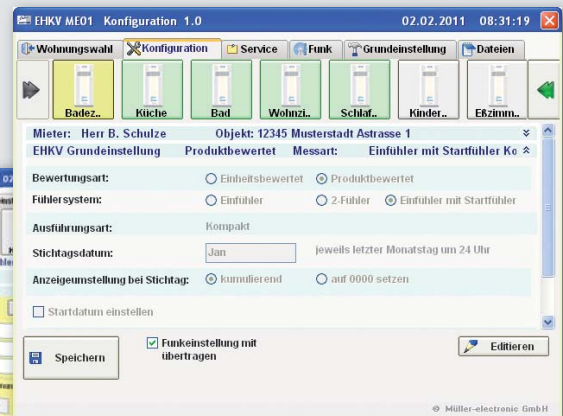 EHKV ME01 Konfiguration 1.0 02.02.2011 08:31:19
Wohnungswahl Konfiguration Service Funk Grundeinstellung Dateien
Badez.. Küche Bad Wohnzi.. Schlaf.. Kinder.. Eßzimm..
Mieter: Herr B. Schulze Objekt: 12345 Musterstadt Astrasse 1
EHKV Grundeinstellung Produktbewertet Messart: Einfühler mit Startfühler Ko
Bewertungsart: Einheitsbewertet Produktbewertet
Fühlersystem: Einfühler 2-Fühler Einfühler mit Startfühler
Ausführungsart: Kompakt
Stichtagsdatum: Jan jeweils letzter Monatstag um 24 Uhr
Anzeigeumstellung bei Stichtag: kumulierend auf 0000 setzen
Startdatum einstellen
Speichern
Funkeinstellung mit
übertragen
Editieren
© Müller-electronic GmbH